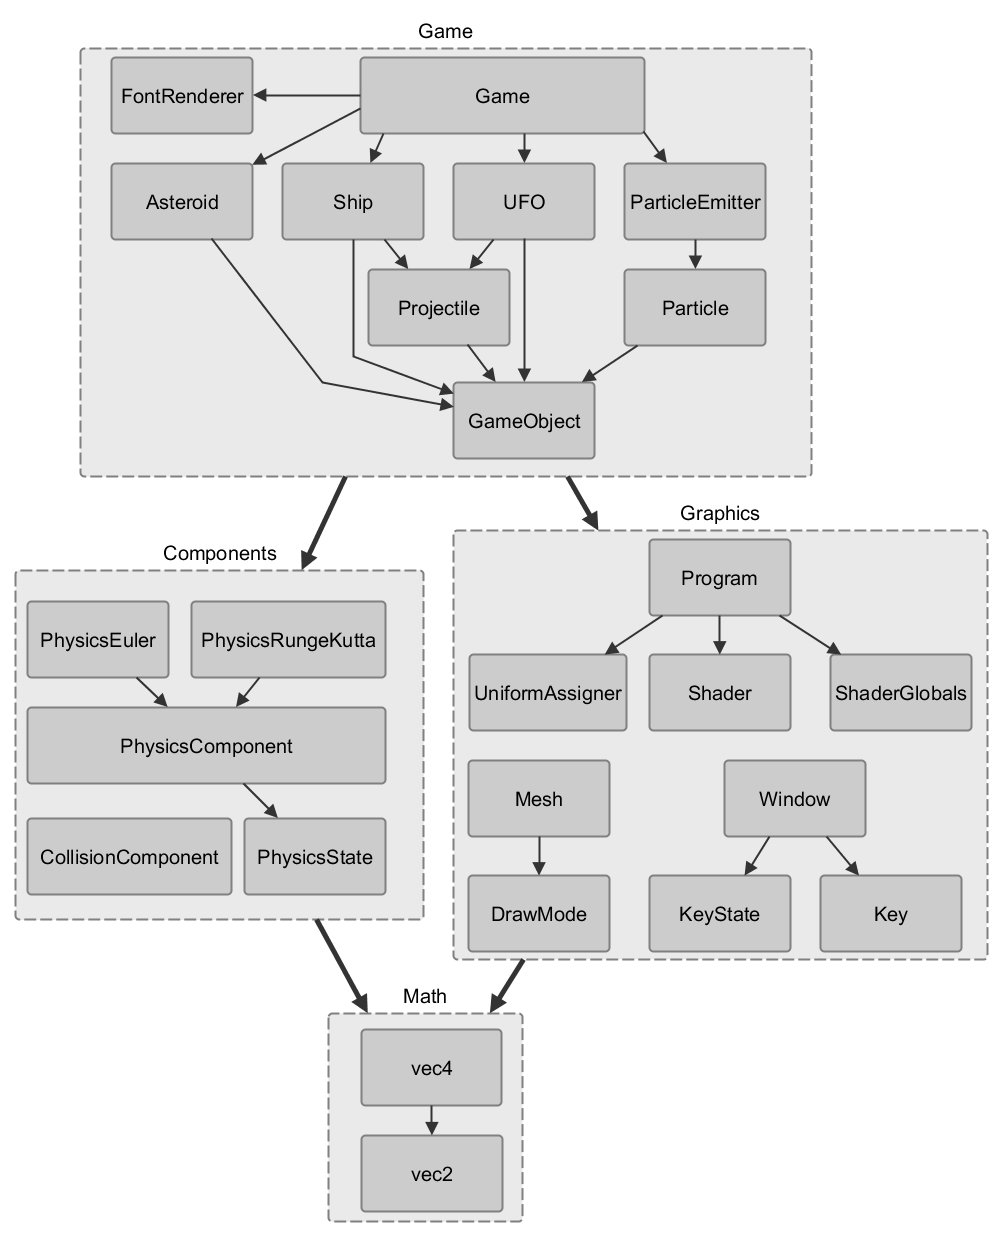 Game
FontRenderer
Game
Asteroid
Ship
UFO
ParticleEmitter
Projectile
Particle
GameObject
Components
PhysicsEuler
PhysicsRungeKutta
PhysicsComponent
CollisionComponent
PhysicsState
Graphics
Program
UniformAssigner
Shader
ShaderGlobals
Mesh
Window
DrawMode
KeyState
Key
Math
vec4
vec2